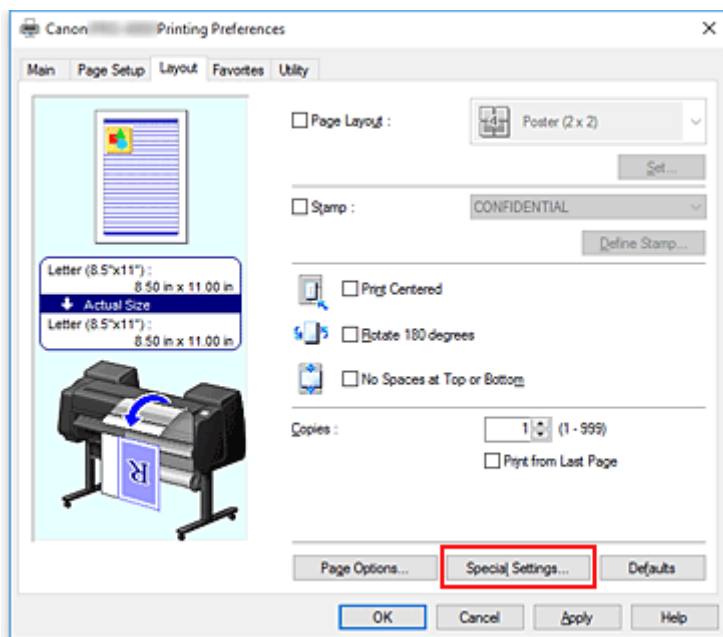 Canon Printing Preferences
Main Page Setup Layout Favorites Utility
Page Layout : 4 Poster (2 x 2)
Set...
Stamp : CONFIDENTIAL
Define Stamp...
Letter (8.5"x11") :
8.50 in x 11.00 in
Actual Size
Letter (8.5"x11") :
8.50 in x 11.00 in
Print Centered
Rotate 180 degrees
No Spaces at Top or Bottom
R
Copies : 1 (1 - 999)
Print from Last Page
Page Options... Special Settings... Defaults
OK Cancel Apply Help